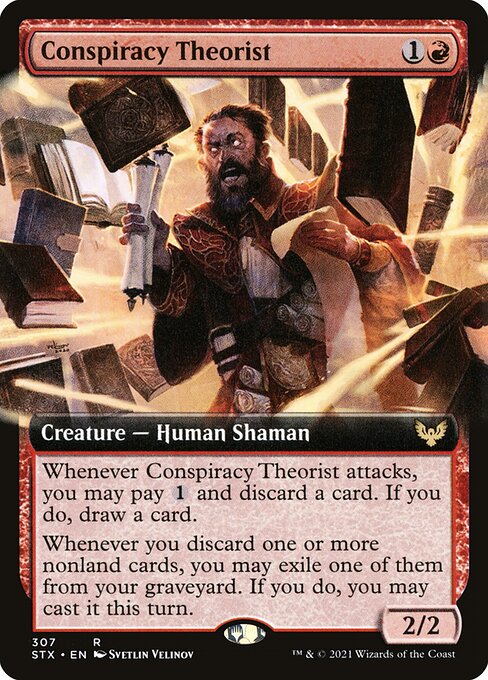 Conspiracy Theorist 1
Creature — Human Shaman
Whenever Conspiracy Theorist attacks,
you may pay 1 and discard a card. If you
do, draw a card.
Whenever you discard one or more
nonland cards, you may exile one of them
from your graveyard. If you do, you may
cast it this turn.
2/2
307 R
STX • EN Svetlin Velinov
™ & © 2021 Wizards of the Coast